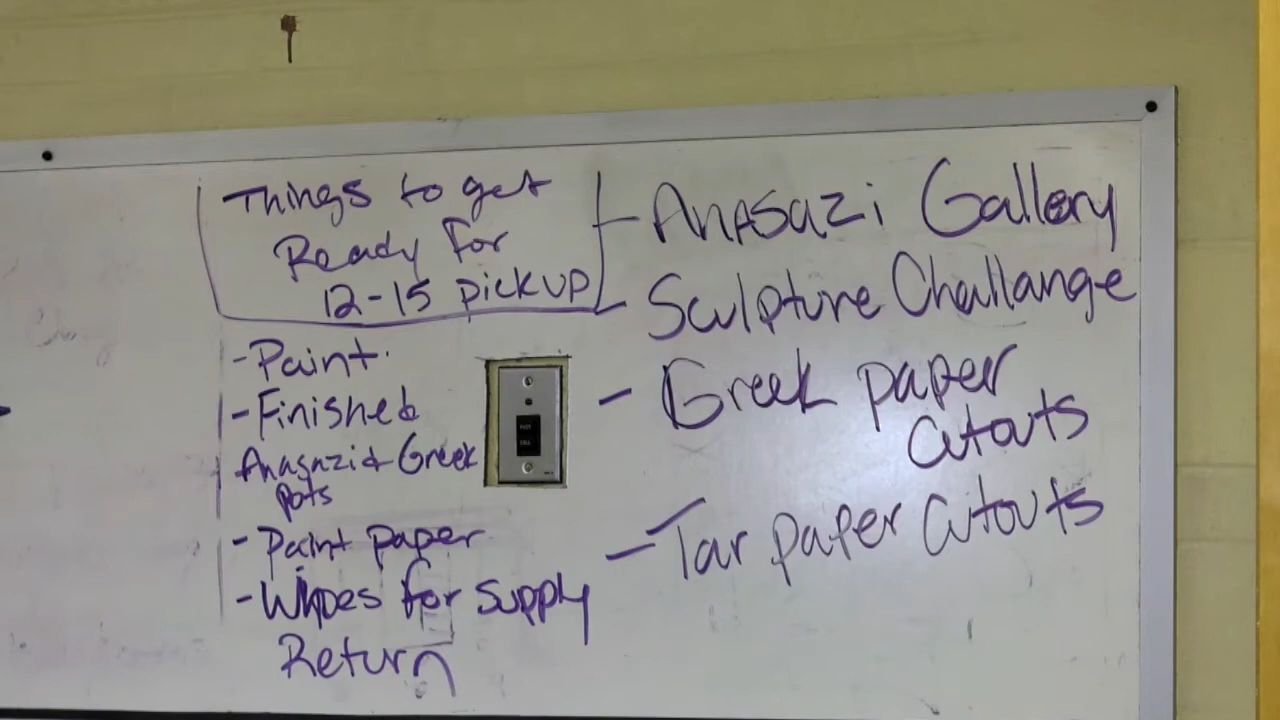 Things to get
Ready for
12-15 pickup
-Paint.
-Finished
Anasazi & Greek
pots
-Paint paper
-Wipes for supply
Return
-Anasazi Gallery
-Sculpture Challange
-Greek paper
cutouts
-Tar paper cutouts